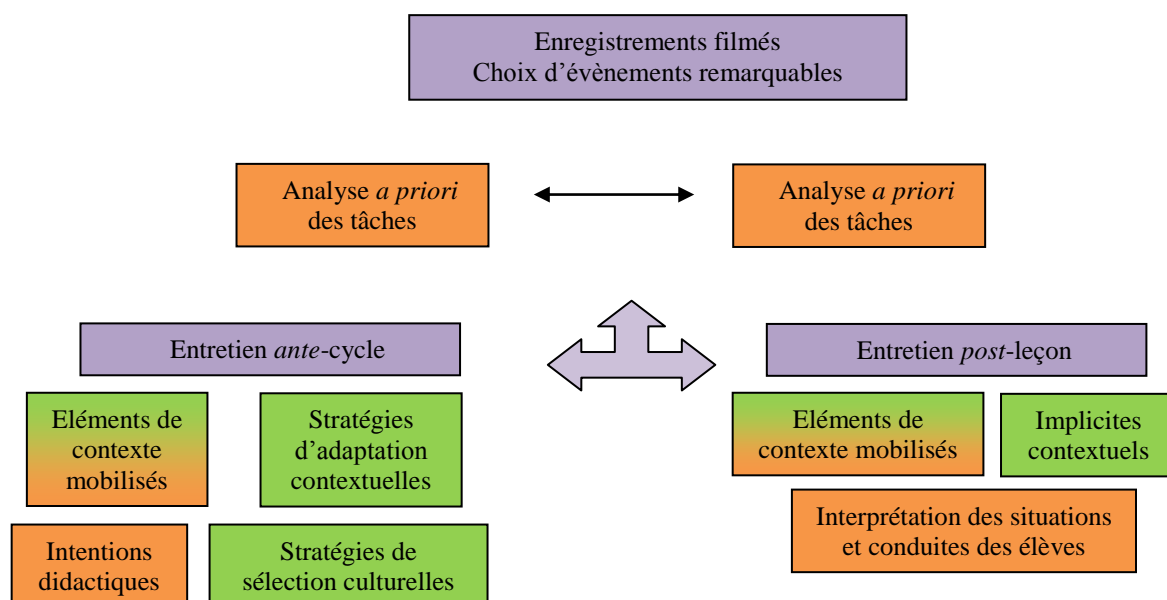 Enregistrements filmés
Choix d’évènements remarquables
Analyse a priori
des tâches
Analyse a priori
des tâches
Entretien ante-cycle
Entretien post-leçon
Eléments de
contexte
mobilisés
Stratégies
d’adaptation
contextuelles
Eléments de
contexte mobilisés
Implicites
contextuels
Intentions
didactiques
Stratégies de
sélection culturelles
Interprétation des situations
et conduites des élèves